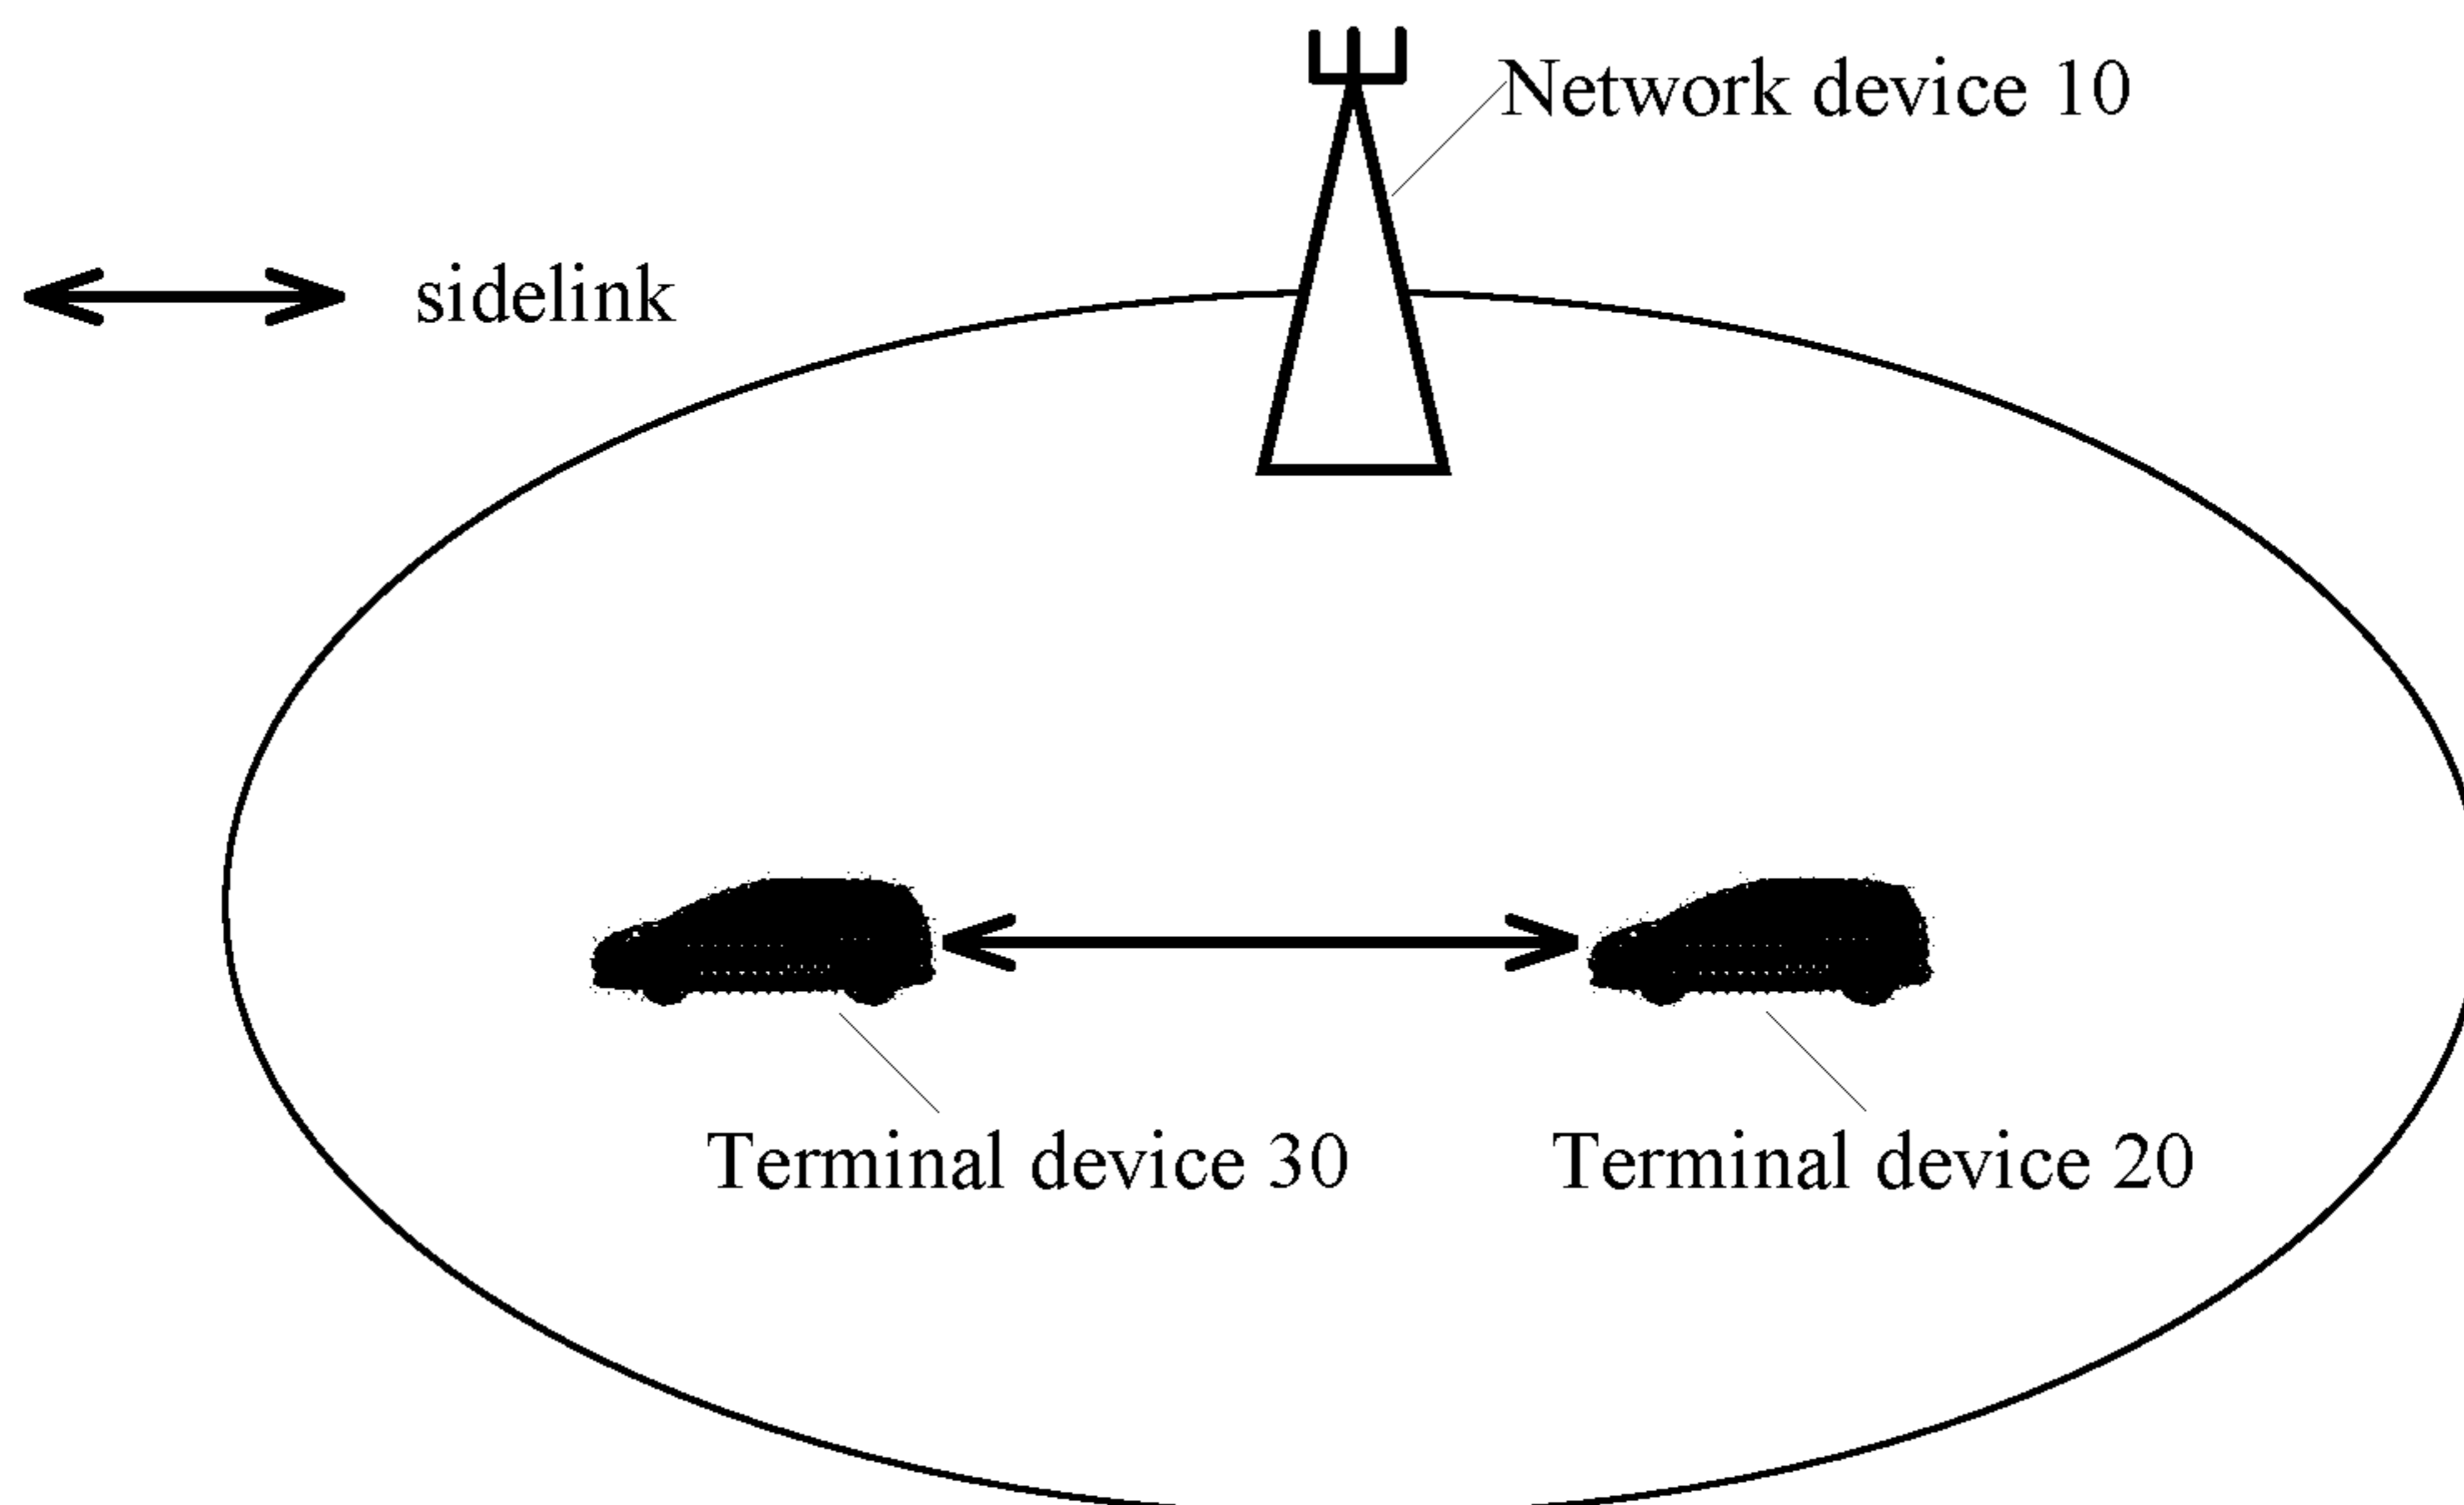 Network device 10
sidelink
Terminal device 30
Terminal device 20